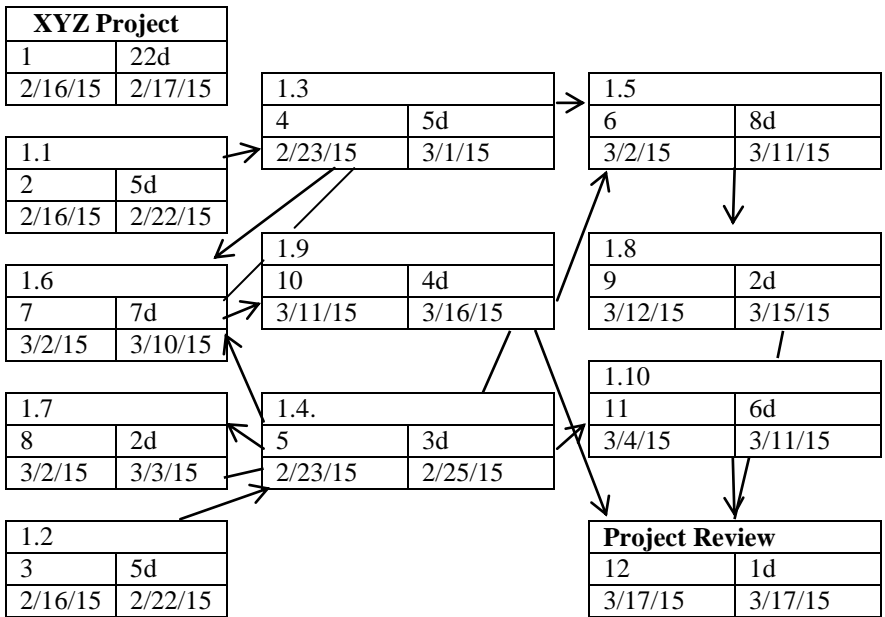 XYZ Project
1 22d
2/16/15 2/17/15
1.1
2 5d
2/16/15 2/22/15
1.6
7 7d
3/2/15 3/10/15
1.7
8 2d
3/2/15 3/3/15
1.2
3 5d
2/16/15 2/22/15
1.3
4 5d
2/23/15 3/1/15
1.9
10 4d
3/11/15 3/16/15
1.4.
5 3d
2/23/15 2/25/15
1.5
6 8d
3/2/15 3/11/15
1.8
9 2d
3/12/15 3/15/15
1.10
11 6d
3/4/15 3/11/15
Project Review
12 1d
3/17/15 3/17/15